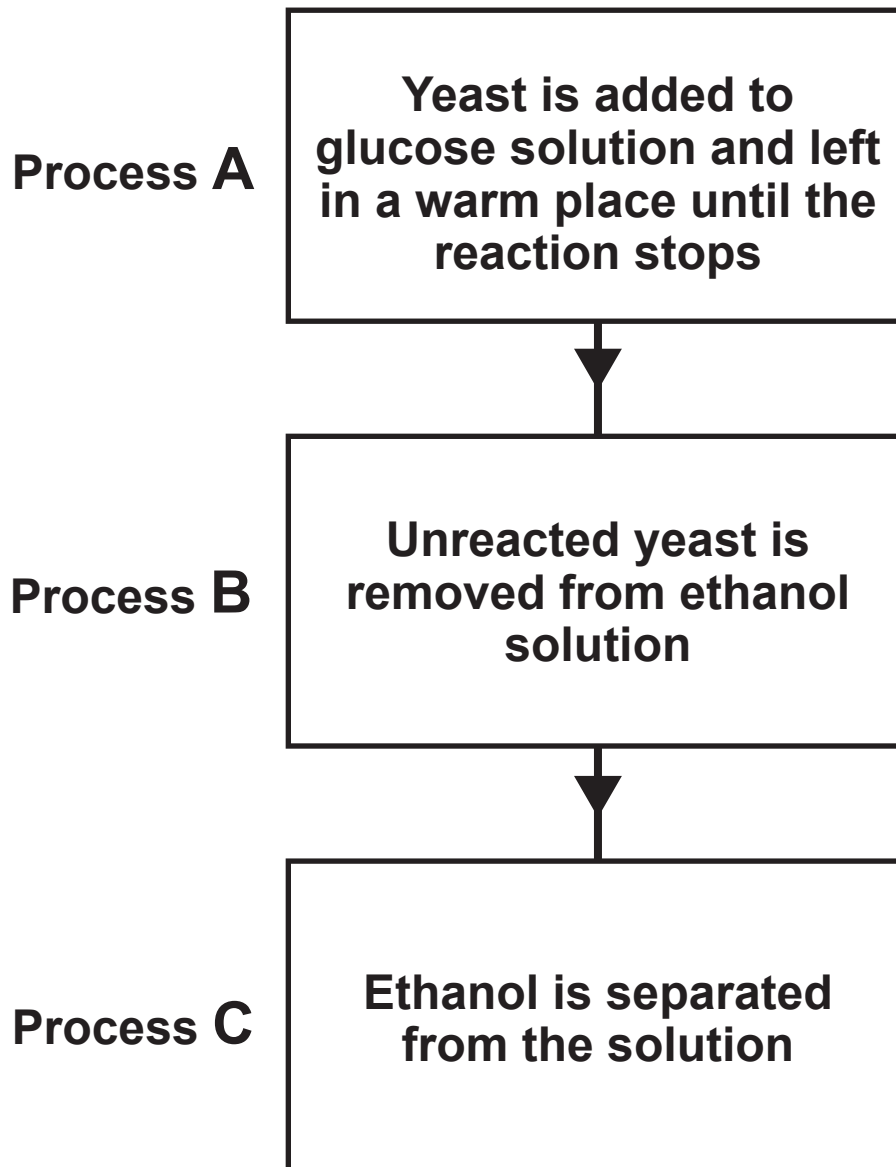 Process A
Yeast is added to
glucose solution and left
in a warm place until the
reaction stops
Process B
Unreacted yeast is
removed from ethanol
solution
Process C
Ethanol is separated
from the solution